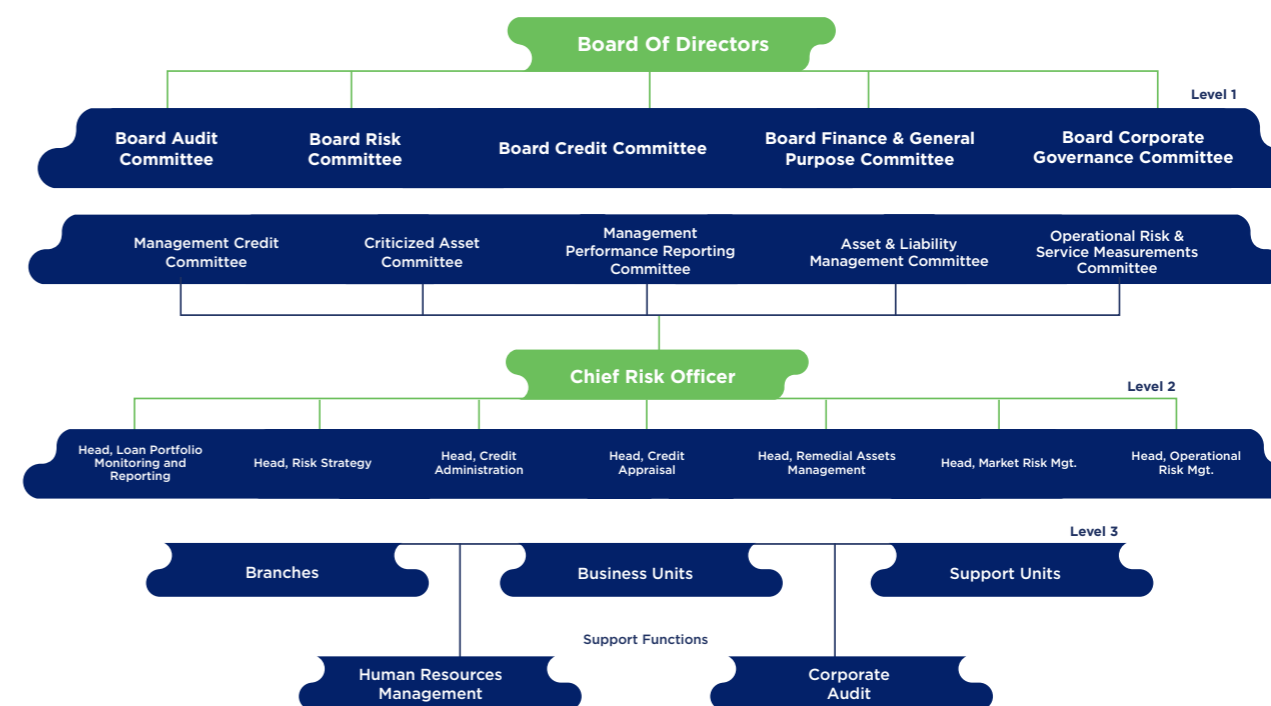 Board Of Directors
Level 1
Board Audit
Committee
Board Risk
Committee
Board Credit Committee
Board Finance & General
Purpose Committee
Board Corporate
Governance Committee
Management Credit
Committee
Criticized Asset
Committee
Management
Performance Reporting
Committee
Asset & Liability
Management Committee
Operational Risk &
Service Measurements
Committee
Chief Risk Officer
Level 2
Head, Loan Portfolio
Monitoring and
Reporting
Head, Risk Strategy
Head, Credit
Administration
Head, Credit
Appraisal
Head, Remedial Assets
Management
Head, Market Risk Mgt.
Head, Operational
Risk Mgt.
Level 3
Branches
Business Units
Support Units
Support Functions
Human Resources
Management
Corporate
Audit